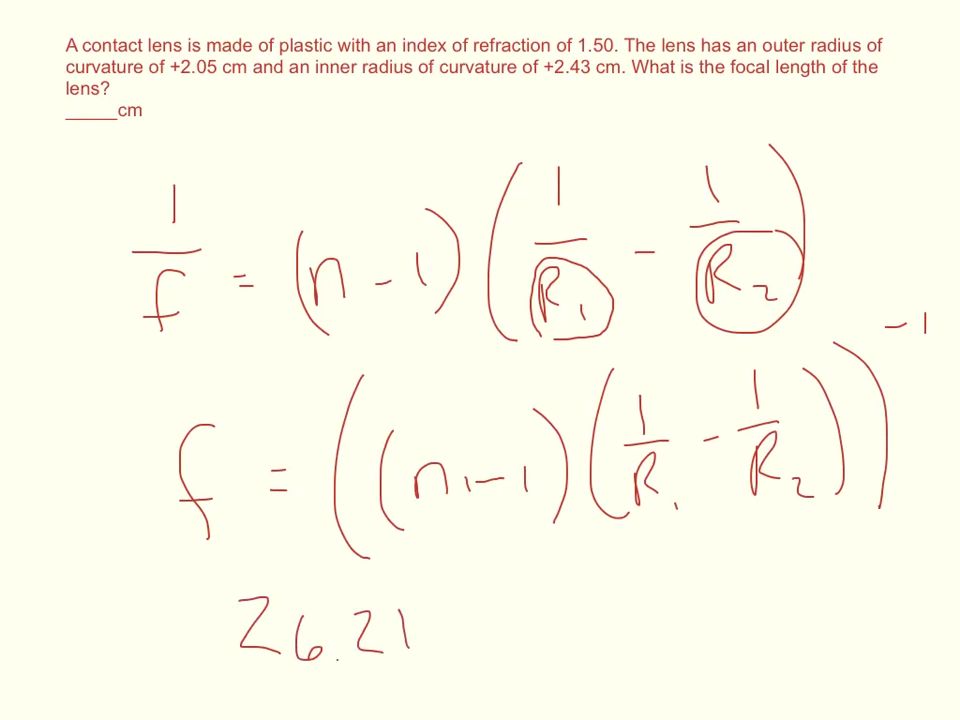 A contact lens is made of plastic with an index of refraction of 1.50. The lens has an outer radius of
curvature of +2.05 cm and an inner radius of curvature of +2.43 cm. What is the focal length of the
lens?
_____cm
1/f = (n - 1) (1/R₁ - 1/R₂)
f = ((n₁ - 1) (1/R₁ - 1/R₂))⁻¹
26.21